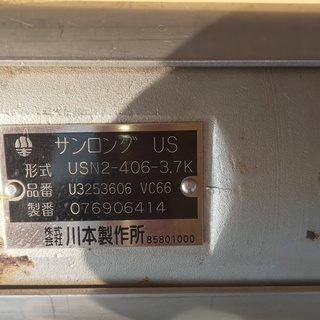 サンロング US
形式 USN2-406-3.7K
品番 U3253606 VC66
製番 076906414
株式会社 川本製作所 85801000